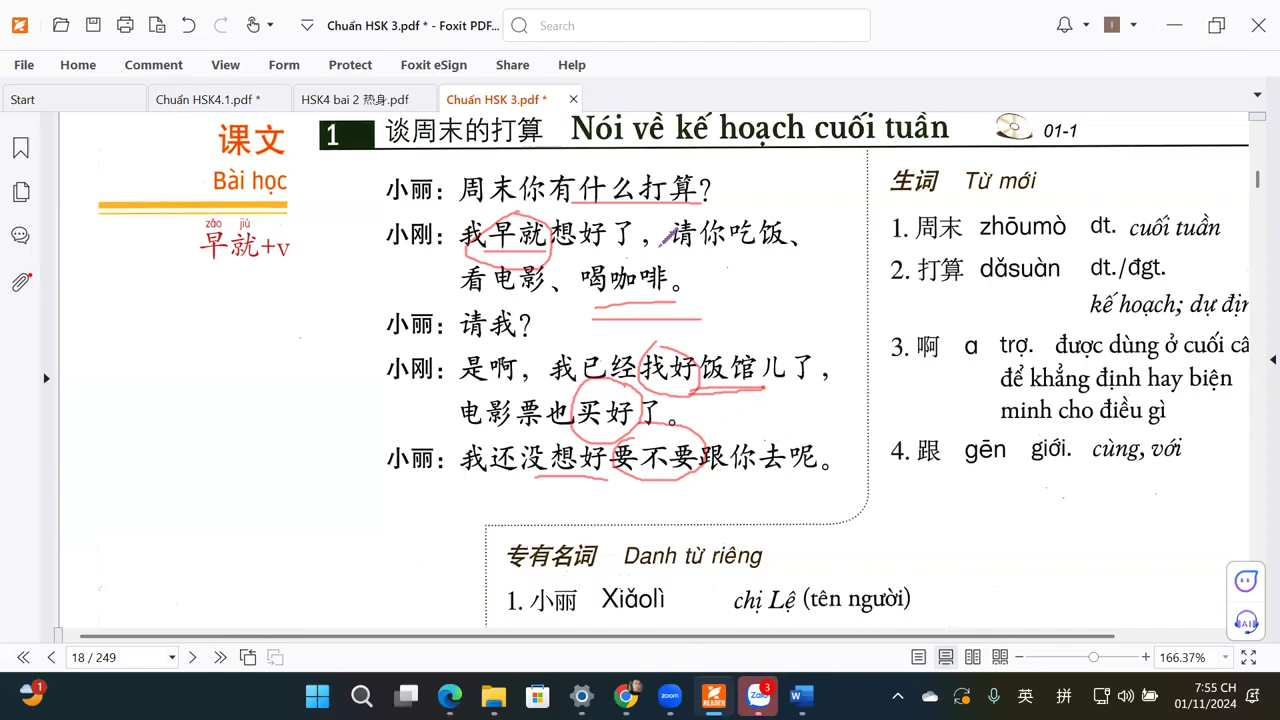 Chuẩn HSK 3.pdf * - Foxit PDF...
Search
I
File Home Comment View Form Protect Foxit eSign Share Help
Start
Chuẩn HSK4.1.pdf *
HSK4 bai 2 热身.pdf
Chuẩn HSK 3.pdf *
课文
Bài học
zǎo jiù
早就+v
1 谈周末的打算 Nói về kế hoạch cuối tuần 01-1
小丽：周末你有什么打算？
小刚：我早就想好了，请你吃饭、
看电影、喝咖啡。
小丽：请我？
小刚：是啊，我已经找好饭馆儿了，
电影票也买好了。
小丽：我还没想好要不要跟你去呢。
生词 Từ mới
1. 周末 zhōumò dt. cuối tuần
2. 打算 dǎsuàn dt./đgt.
kế hoạch; dự địn
3. 啊 a trợ. được dùng ở cuối câ
để khẳng định hay biện
minh cho điều gì
4. 跟 gēn giới. cùng, với
专有名词 Danh từ riêng
1. 小丽 Xiǎolì chị Lệ (tên người)
AI
18 / 249
166.37%
1
zoom
READER
Zalo
3
W
英
拼
7:55 CH
01/11/2024